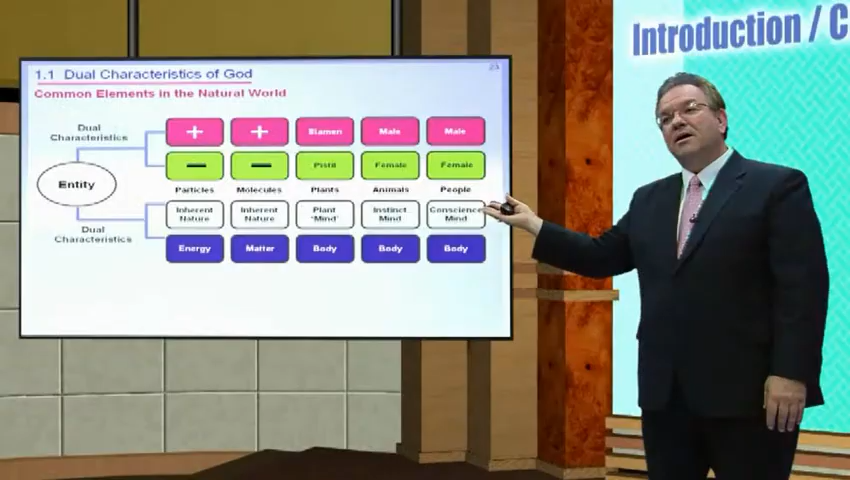 Introduction / C
1.1 Dual Characteristics of God
23
Common Elements in the Natural World
Dual
Characteristics
+ + Stamen Male Male
− − Pistil Female Female
Entity
Particles Molecules Plants Animals People
Inherent Nature Inherent Nature Plant 'Mind' Instinct Mind Conscience Mind
Dual
Characteristics
Energy Matter Body Body Body